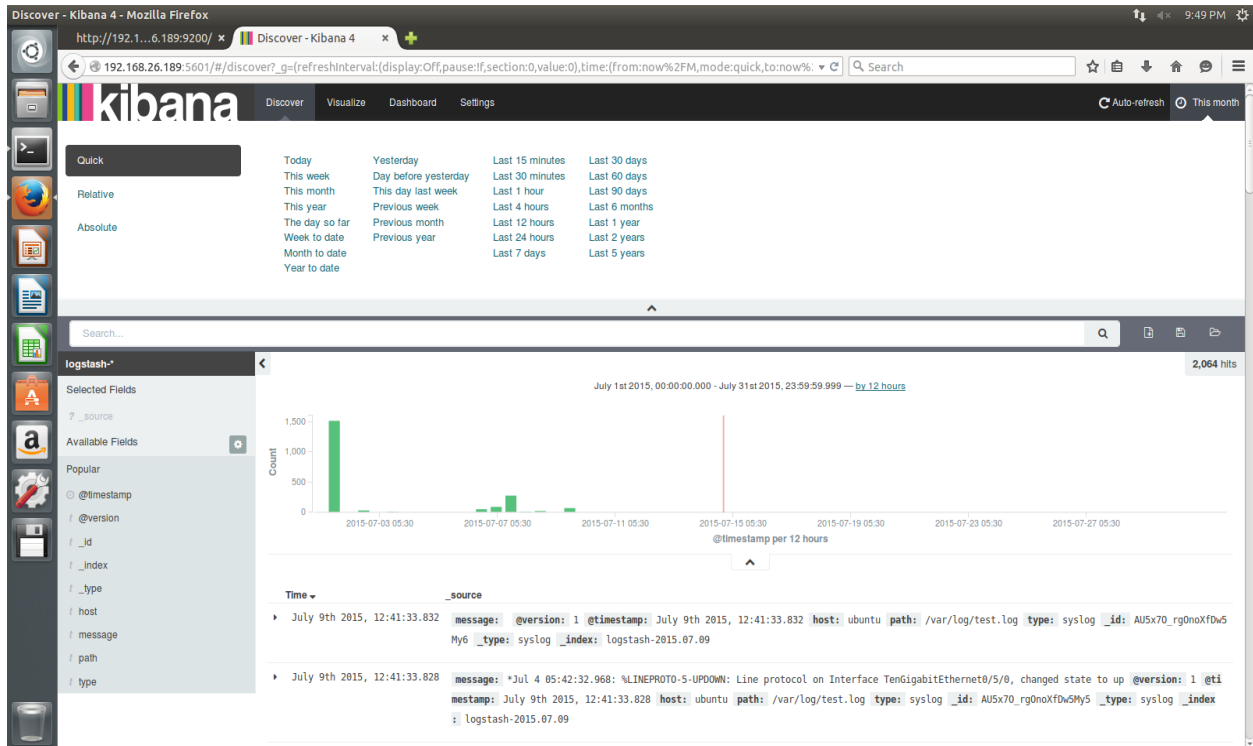 Discover - Kibana 4 - Mozilla Firefox
9:49 PM
http://192.1...6.189:9200/
Discover - Kibana 4
192.168.26.189:5601/#/discover?_g=(refreshInterval:(display:Off,pause:!f,section:0,value:0),time:(from:now%2FM,mode:quick,to:now%:
Search
kibana
Discover
Visualize
Dashboard
Settings
Auto-refresh
This month
Quick
Relative
Absolute
Today
This week
This month
This year
The day so far
Week to date
Month to date
Year to date
Yesterday
Day before yesterday
This day last week
Previous week
Previous month
Previous year
Last 15 minutes
Last 30 minutes
Last 1 hour
Last 4 hours
Last 12 hours
Last 24 hours
Last 7 days
Last 30 days
Last 60 days
Last 90 days
Last 6 months
Last 1 year
Last 2 years
Last 5 years
Search...
logstash-*
2,064 hits
Selected Fields
? _source
Available Fields
Popular
@timestamp
t @version
t _id
t _index
t _type
t host
t message
t path
t type
July 1st 2015, 00:00:00.000 - July 31st 2015, 23:59:59.999 — by 12 hours
Count
1,500
1,000
500
0
2015-07-03 05:30
2015-07-07 05:30
2015-07-11 05:30
2015-07-15 05:30
2015-07-19 05:30
2015-07-23 05:30
2015-07-27 05:30
@timestamp per 12 hours
Time
_source
July 9th 2015, 12:41:33.832
message: @version: 1 @timestamp: July 9th 2015, 12:41:33.832 host: ubuntu path: /var/log/test.log type: syslog _id: AU5x7O_rgOnoXfDw5
My6 _type: syslog _index: logstash-2015.07.09
July 9th 2015, 12:41:33.828
message: *Jul 4 05:42:32.968: %LINEPROTO-5-UPDOWN: Line protocol on Interface TenGigabitEthernet0/5/0, changed state to up @version: 1 @ti
mestamp: July 9th 2015, 12:41:33.828 host: ubuntu path: /var/log/test.log type: syslog _id: AU5x7O_rgOnoXfDw5My5 _type: syslog _index
: logstash-2015.07.09